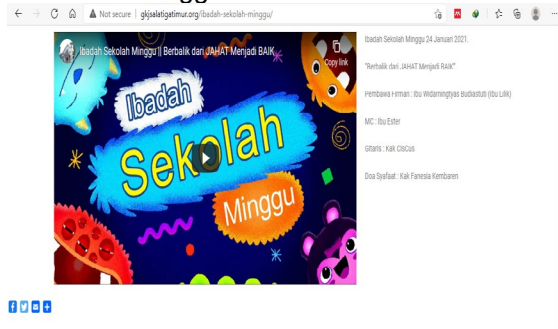 Not secure | gkjsalatigatimur.org/ibadah-sekolah-minggu/
Ibadah Sekolah Minggu || Berbalik dari JAHAT Menjadi BAIK
Copy link
Ibadah
Sekolah
Minggu
Ibadah Sekolah Minggu 24 Januari 2021.
"Berbalik dari JAHAT Menjadi BAIK"
Pembawa Firman : Ibu Widarningtyas Budiastuti (Ibu Lilik)
MC : Ibu Ester
Gitaris : Kak CisCus
Doa Syafaat : Kak Fanesia Kembaren